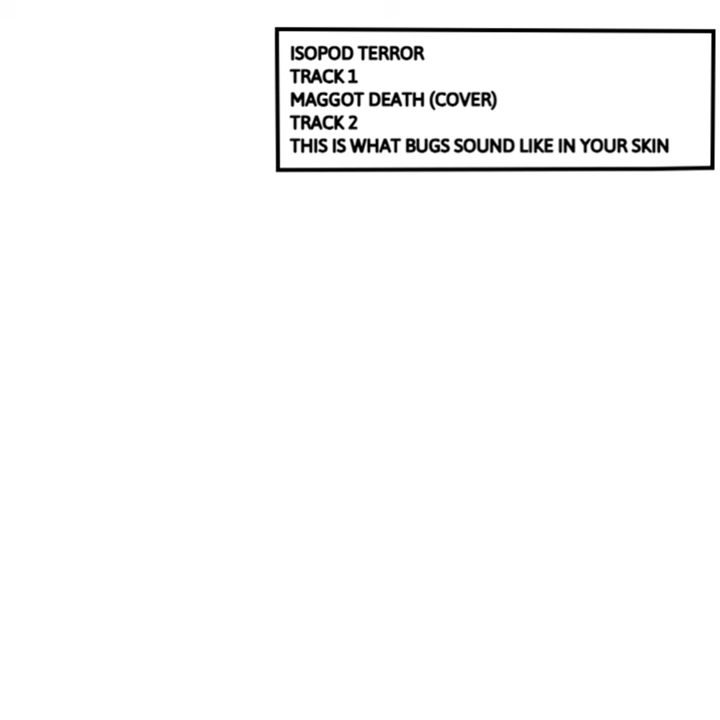 ISOPOD TERROR
TRACK 1
MAGGOT DEATH (COVER)
TRACK 2
THIS IS WHAT BUGS SOUND LIKE IN YOUR SKIN